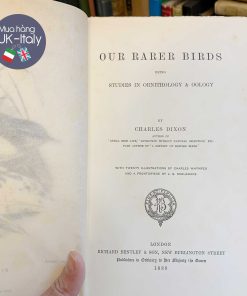 Mua hàng
UK-Italy
OUR RARER BIRDS
BEING
STUDIES IN ORNITHOLOGY & OOLOGY
BY
CHARLES DIXON
AUTHOR OF
WITH TWENTY ILLUSTRATIONS BY CHARLES WHYMPER
AND A FRONTISPIECE BY J. G. KEULEMANS
LONDON
RICHARD BENTLEY & SON, NEW BURLINGTON STREET
Publishers in Ordinary to Her Majesty the Queen
1888